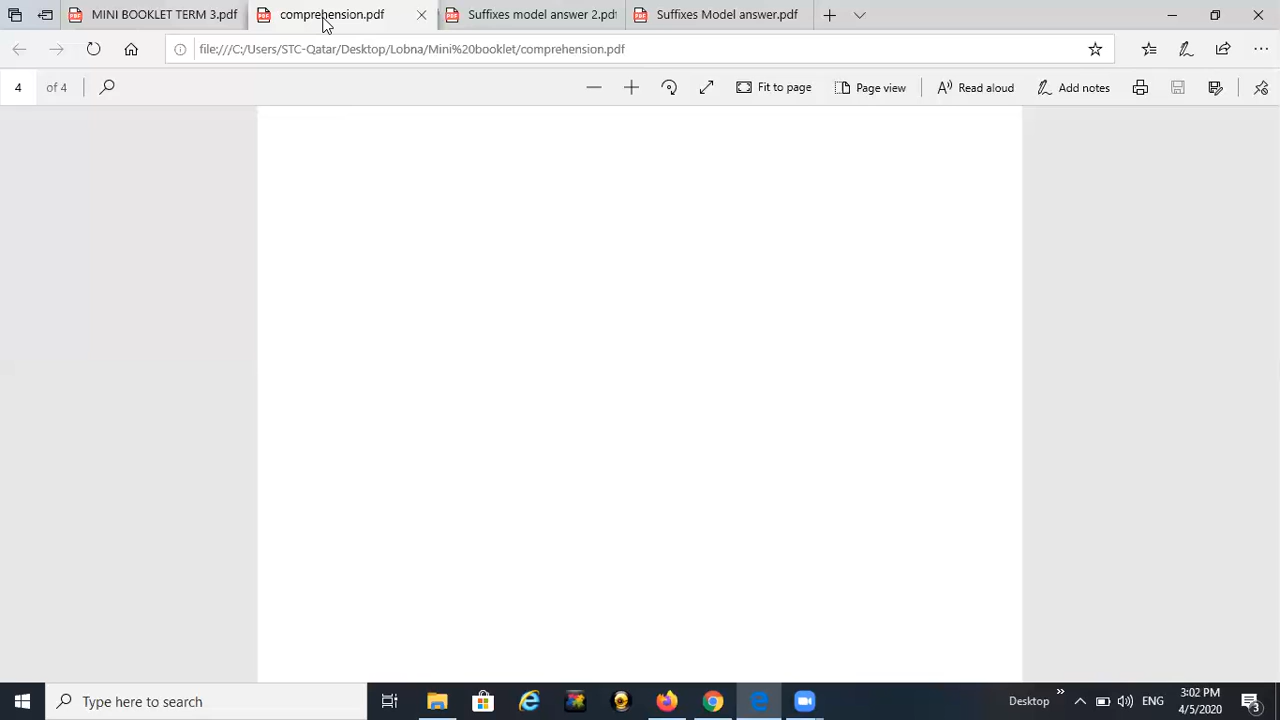 MINI BOOKLET TERM 3.pdf
comprehension.pdf
Suffixes model answer 2.pdf
Suffixes Model answer.pdf
file:///C:/Users/STC-Qatar/Desktop/Lobna/Mini%20booklet/comprehension.pdf
4 of 4
Fit to page
Page view
Read aloud
Add notes
Type here to search
Desktop
ENG
3:02 PM
4/5/2020
3